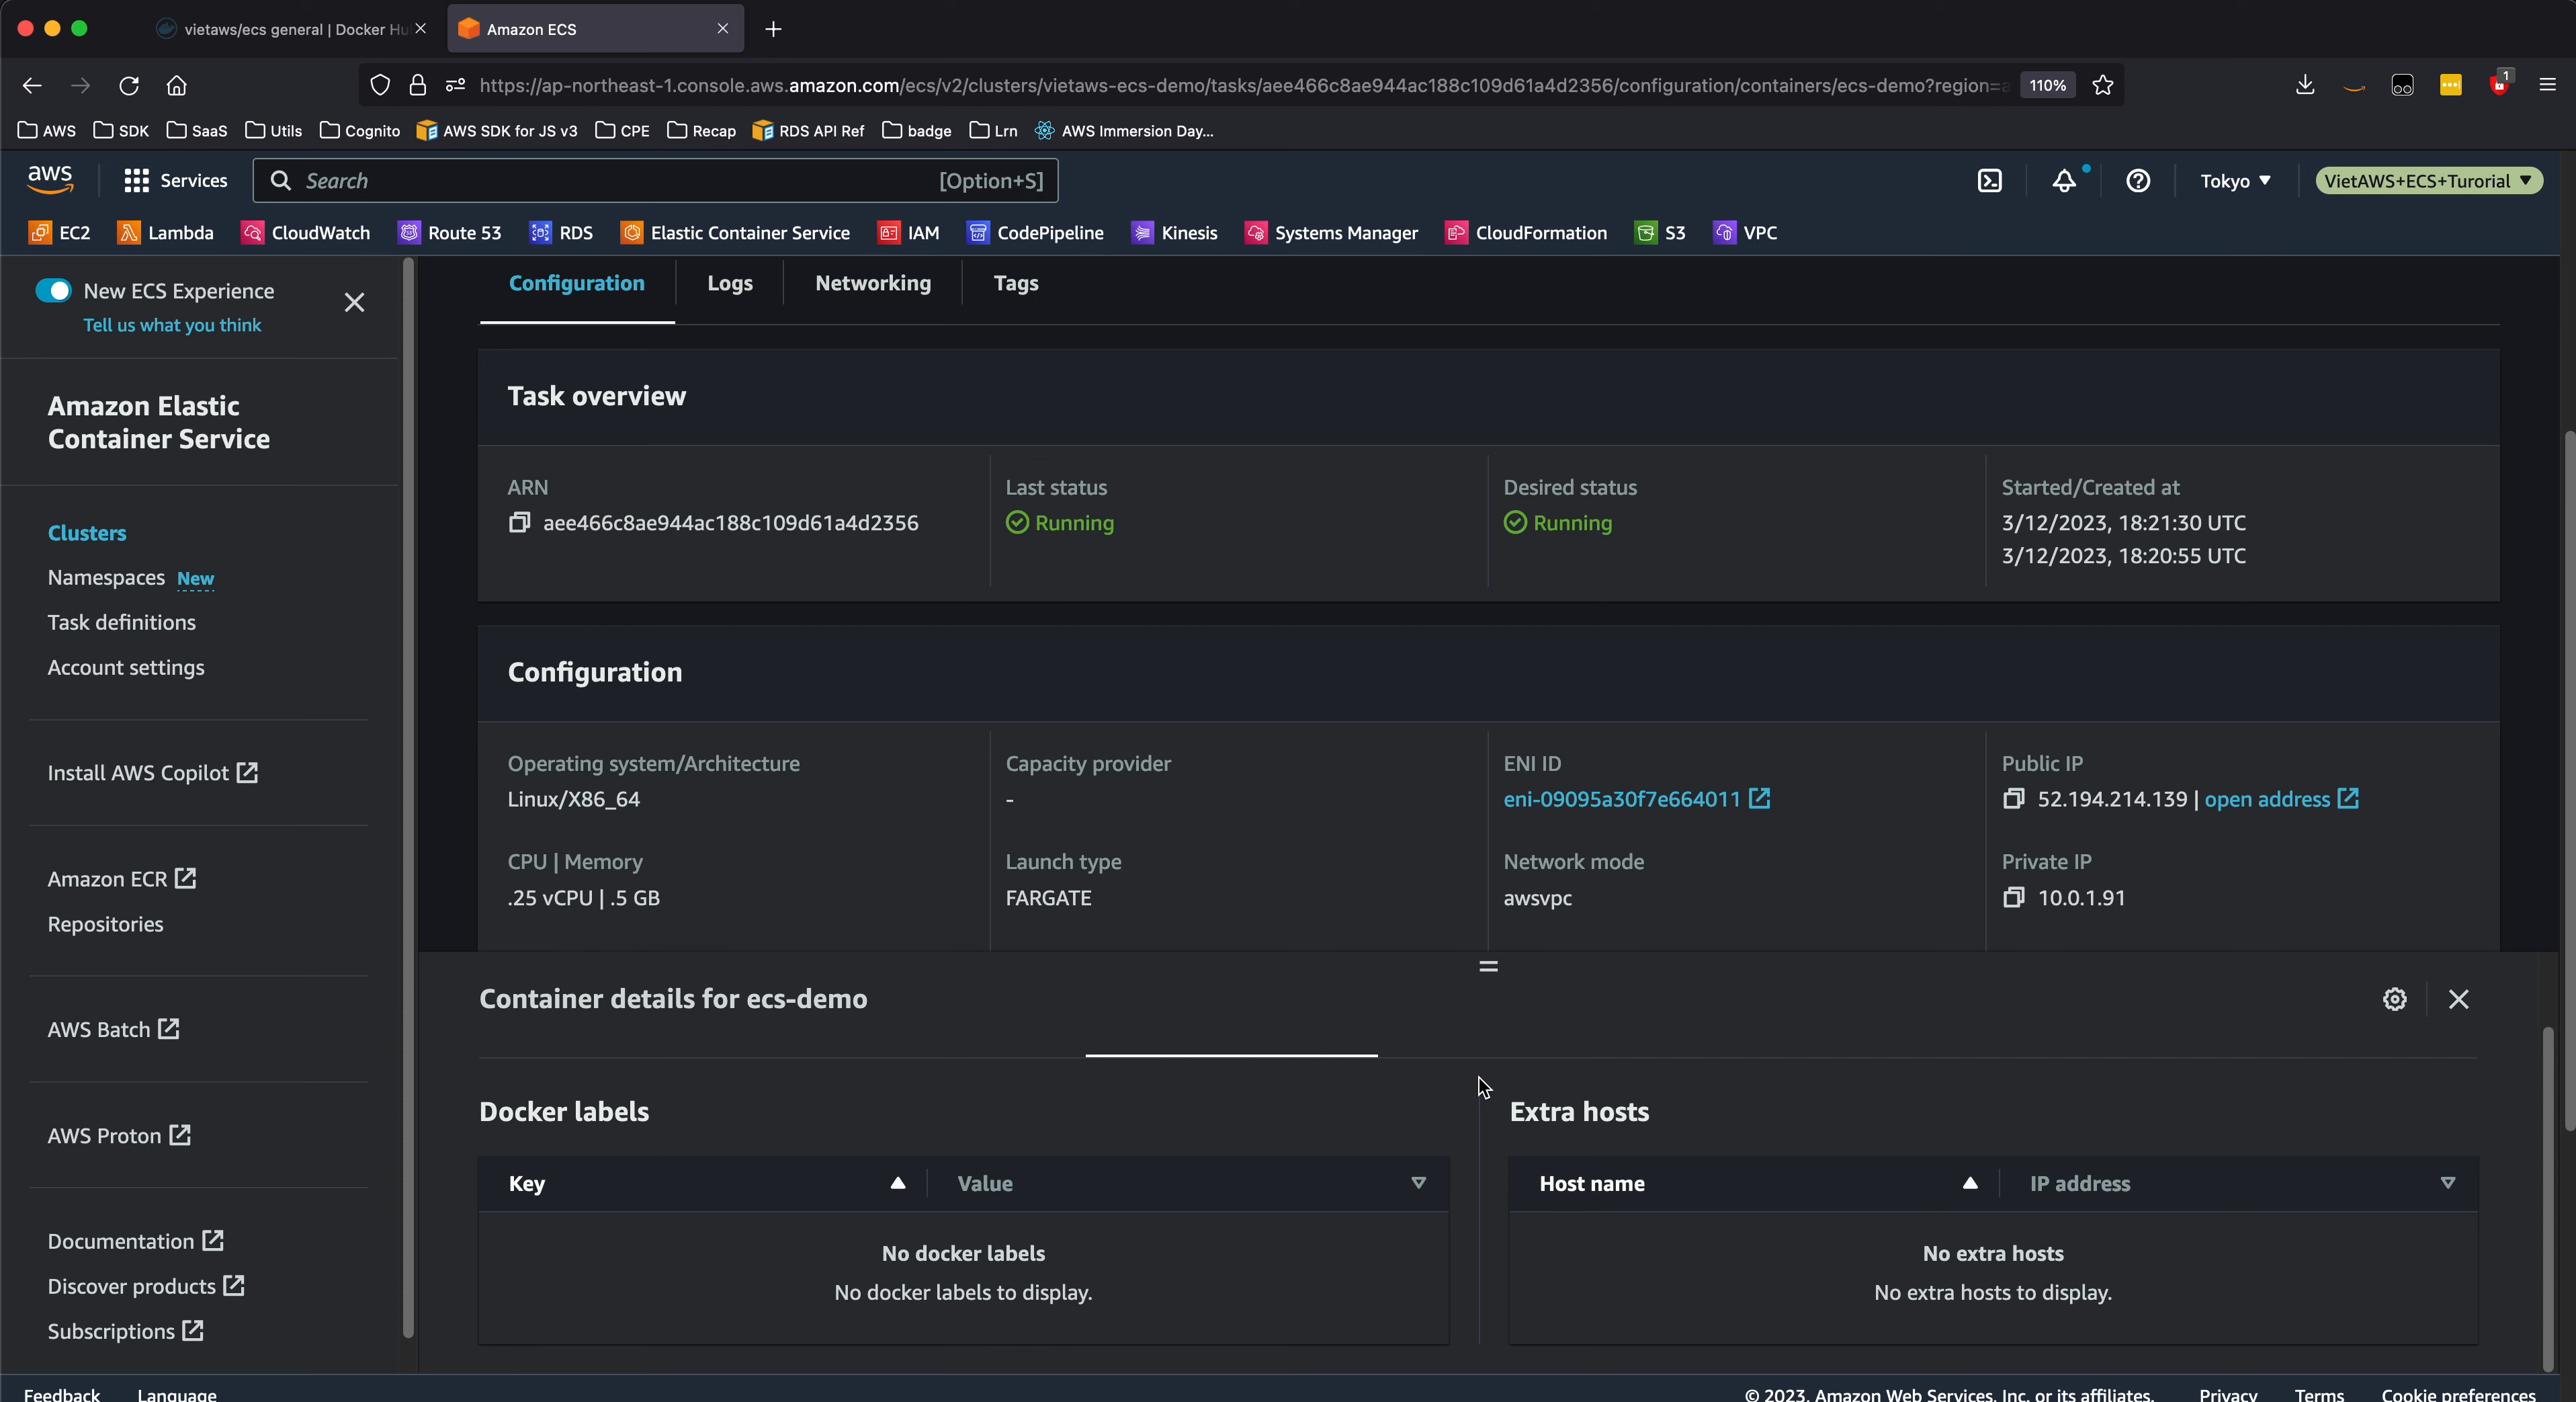 vietaws/ecs general | Docker Hu
Amazon ECS
https://ap-northeast-1.console.aws.amazon.com/ecs/v2/clusters/vietaws-ecs-demo/tasks/aee466c8ae944ac188c109d61a4d2356/configuration/containers/ecs-demo?region=a
110%
1
AWS SDK SaaS Utils Cognito AWS SDK for JS v3 CPE Recap RDS API Ref badge Lrn AWS Immersion Day...
aws Services Search [Option+S] Tokyo VietAWS+ECS+Turorial
EC2 Lambda CloudWatch Route 53 RDS Elastic Container Service IAM CodePipeline Kinesis Systems Manager CloudFormation S3 VPC
New ECS Experience
Tell us what you think
Amazon Elastic
Container Service
Clusters
Namespaces New
Task definitions
Account settings
Install AWS Copilot
Amazon ECR
Repositories
AWS Batch
AWS Proton
Documentation
Discover products
Subscriptions
Configuration Logs Networking Tags
Task overview
ARN
aee466c8ae944ac188c109d61a4d2356
Last status
Running
Desired status
Running
Started/Created at
3/12/2023, 18:21:30 UTC
3/12/2023, 18:20:55 UTC
Configuration
Operating system/Architecture
Linux/X86_64
Capacity provider
-
ENI ID
eni-09095a30f7e664011
Public IP
52.194.214.139 | open address
CPU | Memory
.25 vCPU | .5 GB
Launch type
FARGATE
Network mode
awsvpc
Private IP
10.0.1.91
Container details for ecs-demo
Docker labels
Key Value
No docker labels
No docker labels to display.
Extra hosts
Host name IP address
No extra hosts
No extra hosts to display.
Feedback Language © 2023, Amazon Web Services, Inc. or its affiliates. Privacy Terms Cookie preferences